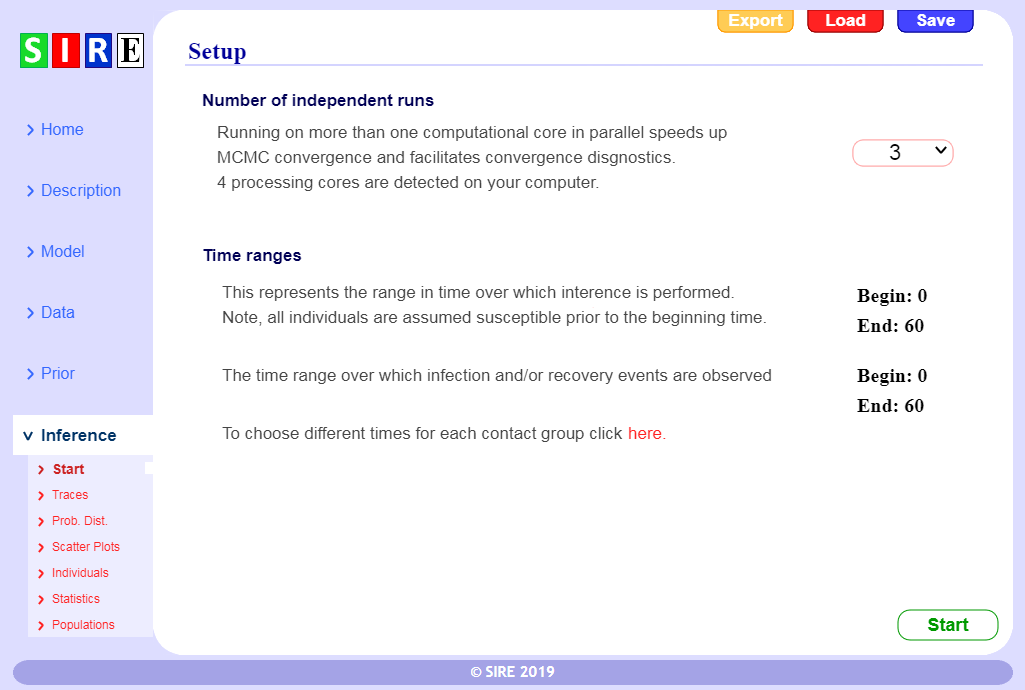 Export Load Save
SIRE
Setup
Number of independent runs
Running on more than one computational core in parallel speeds up
MCMC convergence and facilitates convergence disgnostics.
4 processing cores are detected on your computer.
3
Time ranges
This represents the range in time over which interence is performed.
Note, all individuals are assumed susceptible prior to the beginning time.
Begin: 0
End: 60
The time range over which infection and/or recovery events are observed
Begin: 0
End: 60
To choose different times for each contact group click here.
Home
Description
Model
Data
Prior
Inference
Start
Traces
Prob. Dist.
Scatter Plots
Individuals
Statistics
Populations
Start
© SIRE 2019